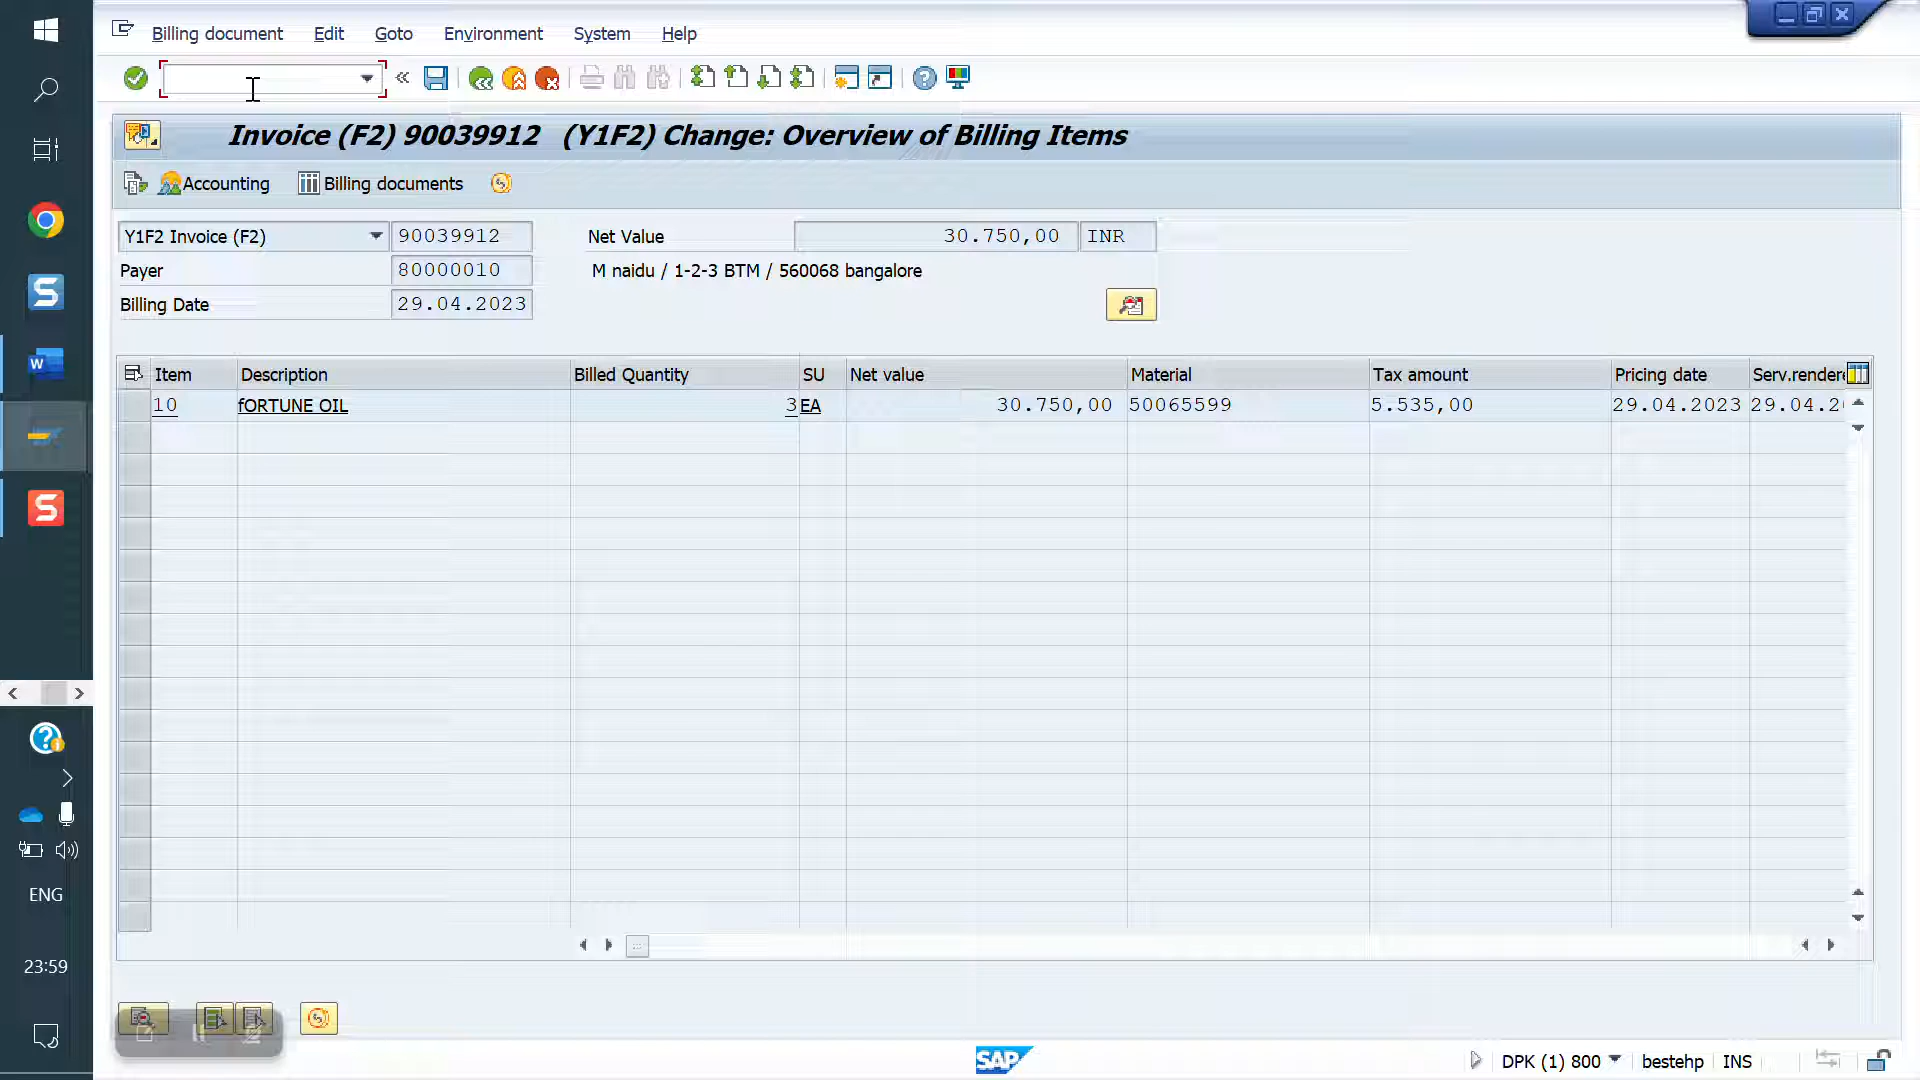 Billing document Edit Goto Environment System Help
Invoice (F2) 90039912 (Y1F2) Change: Overview of Billing Items
Accounting Billing documents
Y1F2 Invoice (F2) 90039912 Net Value 30.750,00 INR
Payer 80000010 M naidu / 1-2-3 BTM / 560068 bangalore
Billing Date 29.04.2023
Item Description Billed Quantity SU Net value Material Tax amount Pricing date Serv.rendere
10 fORTUNE OIL 3 EA 30.750,00 50065599 5.535,00 29.04.2023 29.04.2
ENG
23:59
SAP
DPK (1) 800 bestehp INS